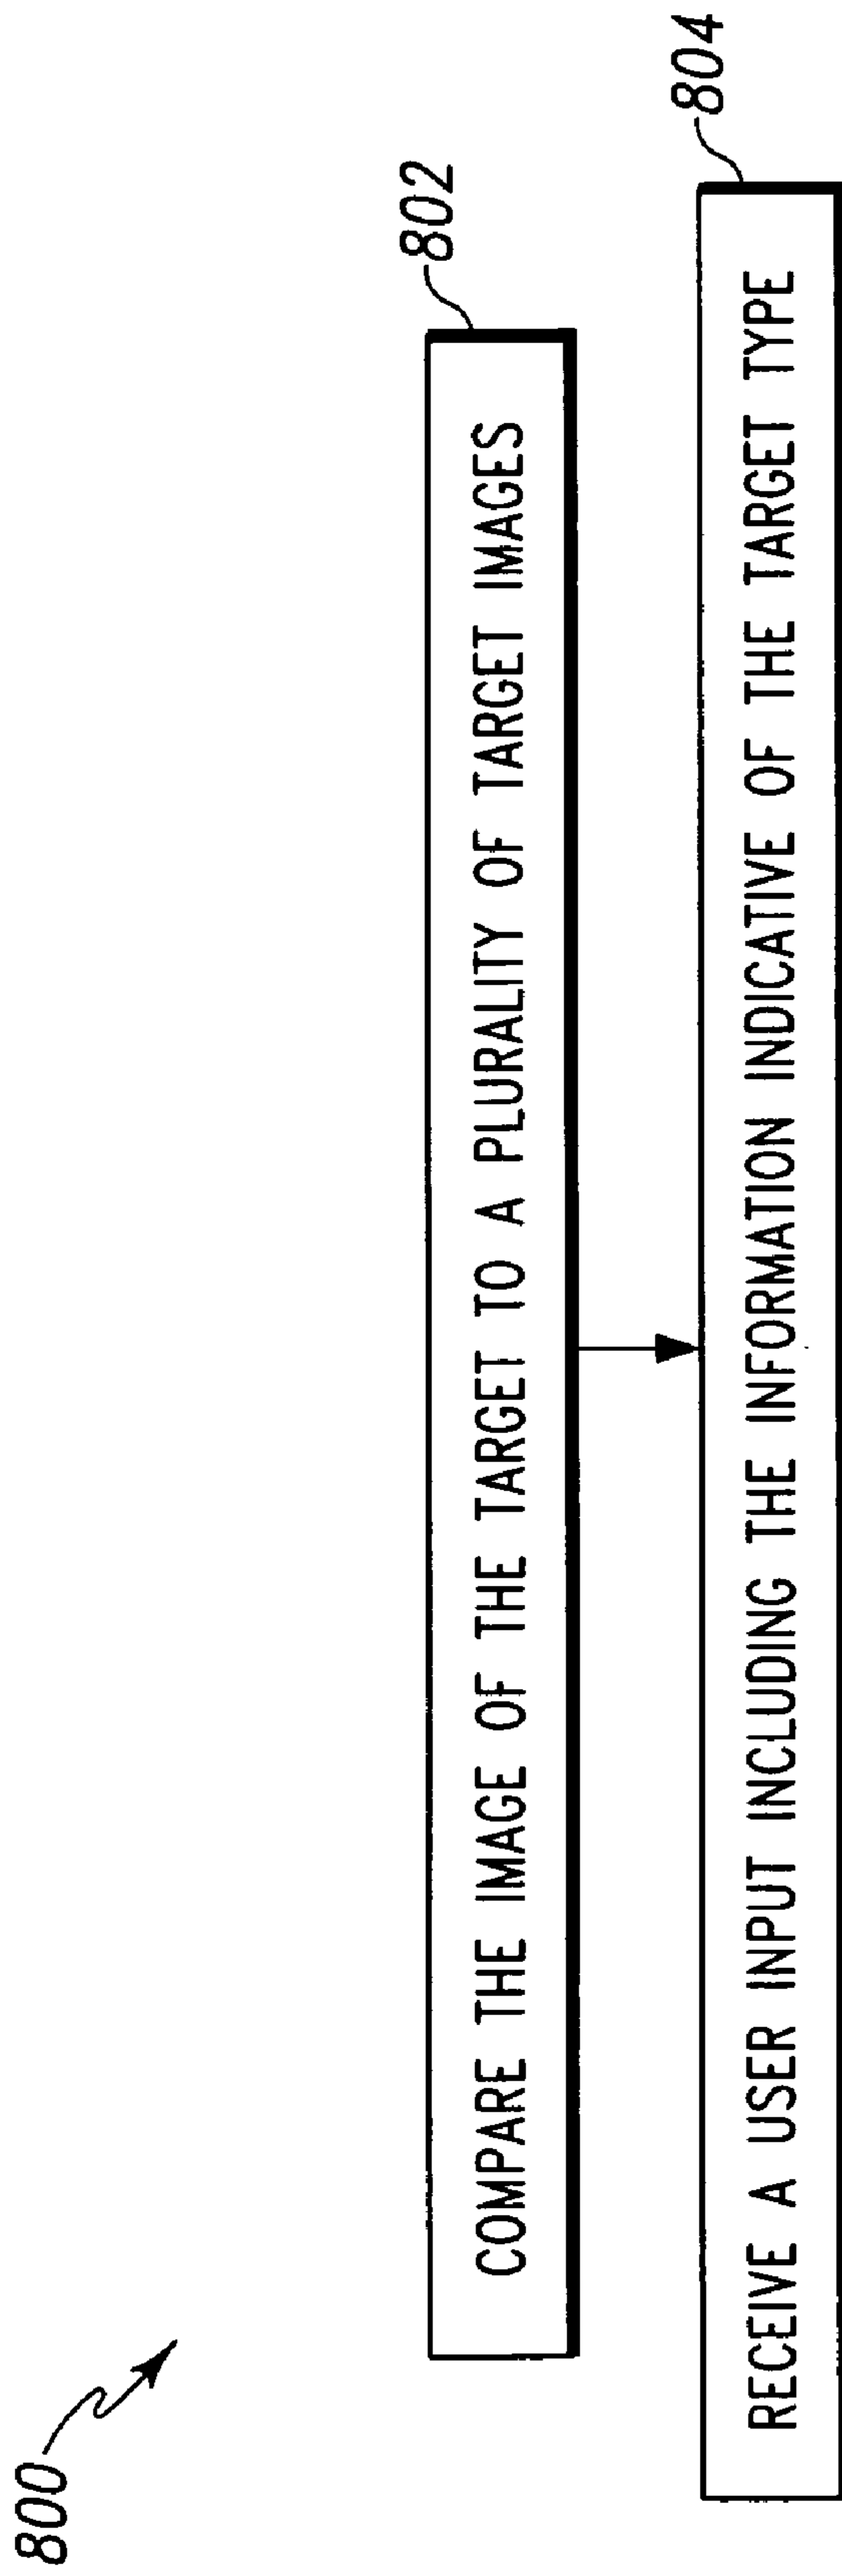 800
802
COMPARE THE IMAGE OF THE TARGET TO A PLURALITY OF TARGET IMAGES
804
RECEIVE A USER INPUT INCLUDING THE INFORMATION INDICATIVE OF THE TARGET TYPE